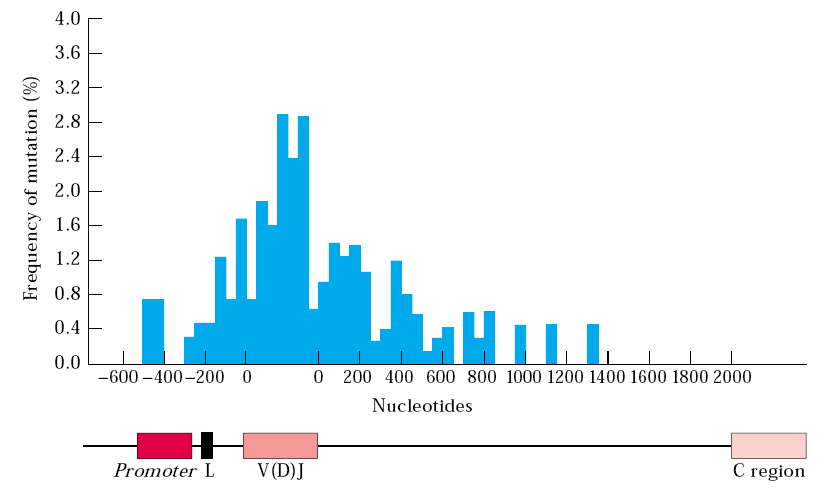 4.0
3.6
3.2
2.8
2.4
2.0
1.6
1.2
0.8
0.4
0.0
Frequency of mutation (%)
−600 −400 −200 0 0 200 400 600 800 1000 1200 1400 1600 1800 2000
Nucleotides
Promoter L V(D)J C region